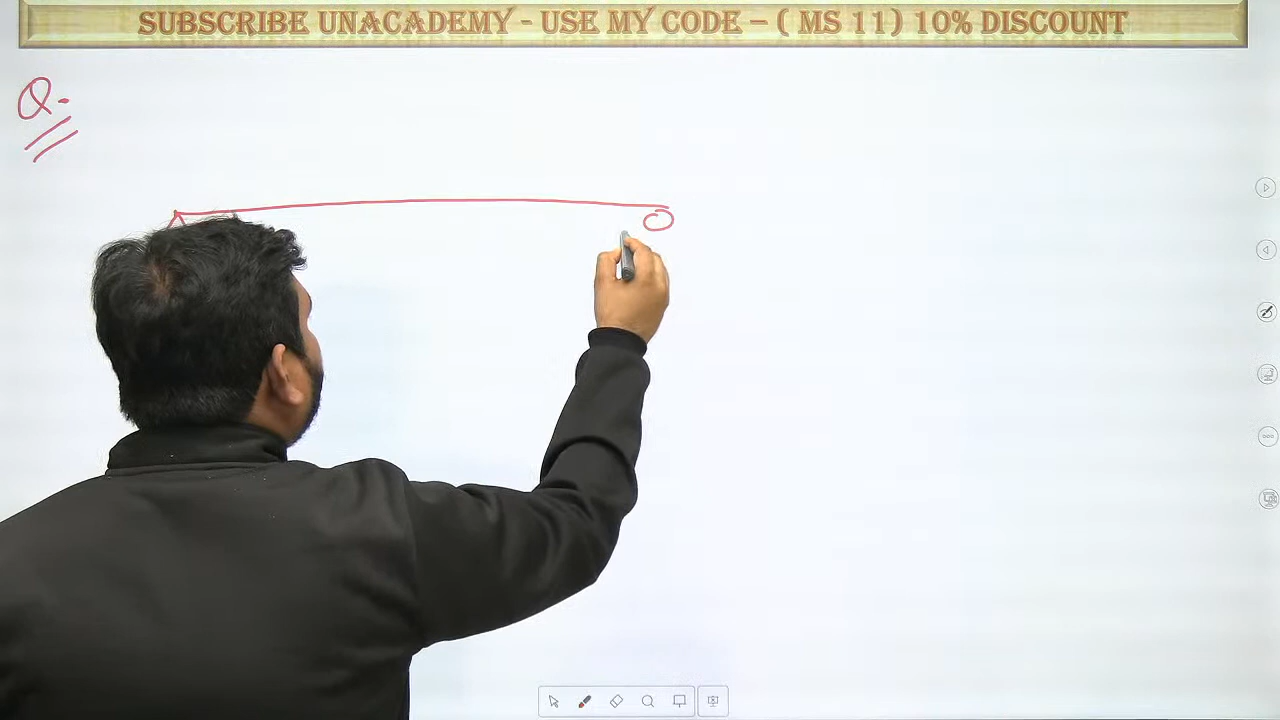 SUBSCRIBE UNACADEMY - USE MY CODE – ( MS 11) 10% DISCOUNT
Q.